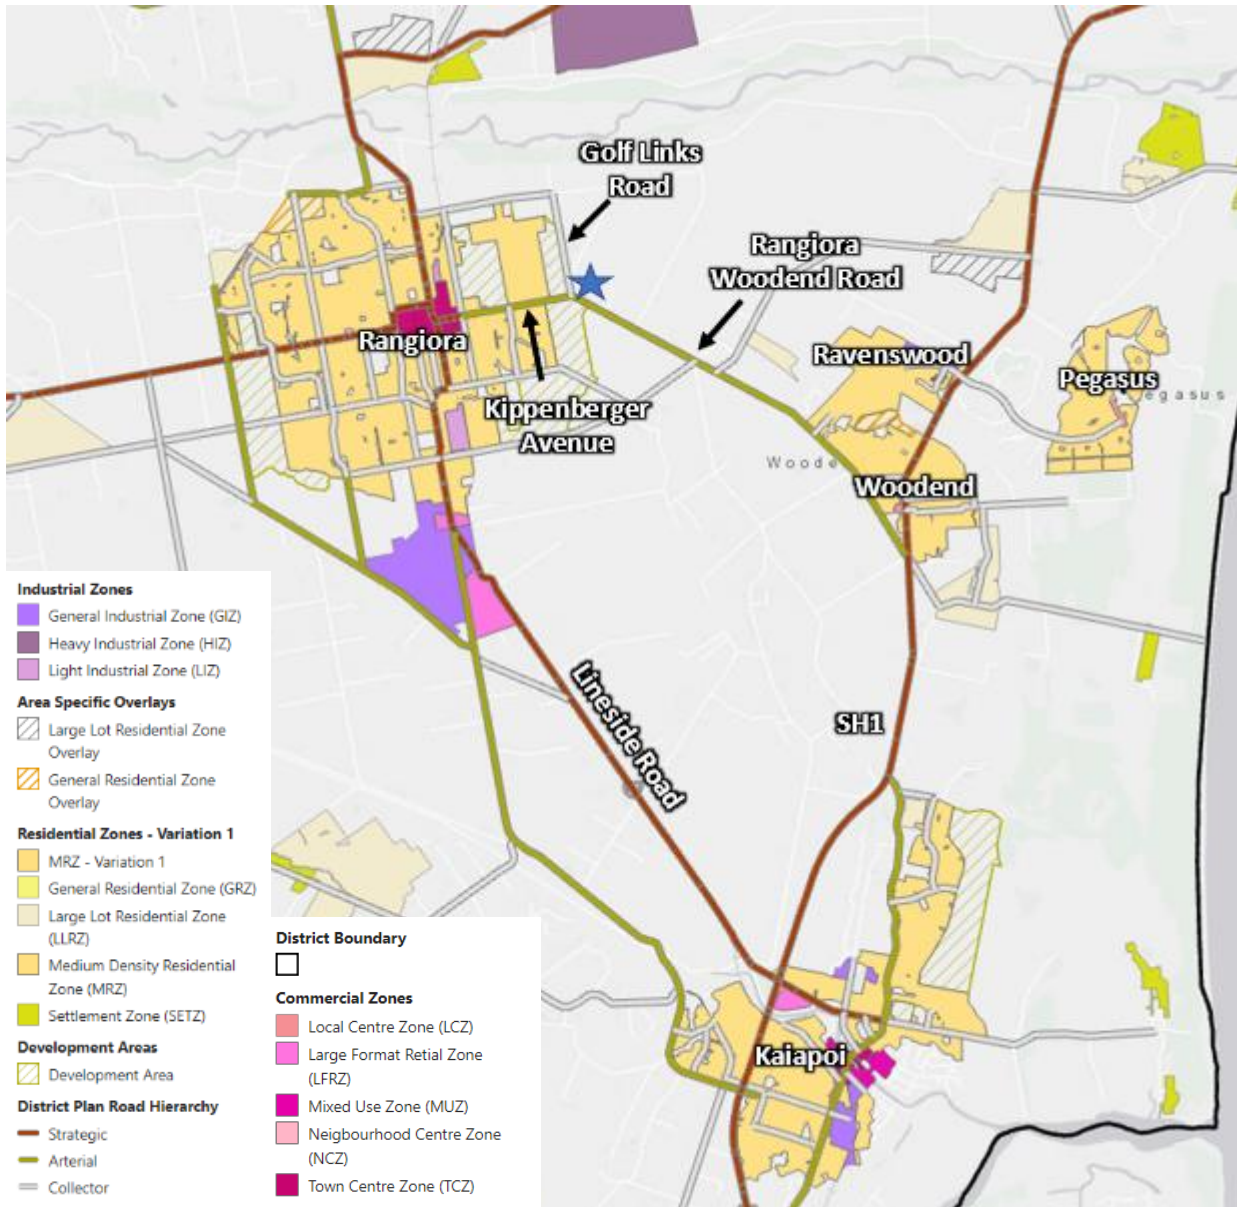 Golf Links
Road
Rangiora
Woodend Road
Rangiora
Ravenswood
Pegasus
egasus
Kippenberger
Avenue
Woode
Woodend
Lineside Road
SH1
Kaiapoi
Industrial Zones
General Industrial Zone (GIZ)
Heavy Industrial Zone (HIZ)
Light Industrial Zone (LIZ)
Area Specific Overlays
Large Lot Residential Zone
Overlay
General Residential Zone
Overlay
Residential Zones - Variation 1
MRZ - Variation 1
General Residential Zone (GRZ)
Large Lot Residential Zone
(LLRZ)
Medium Density Residential
Zone (MRZ)
Settlement Zone (SETZ)
Development Areas
Development Area
District Plan Road Hierarchy
Strategic
Arterial
Collector
District Boundary
Commercial Zones
Local Centre Zone (LCZ)
Large Format Retial Zone
(LFRZ)
Mixed Use Zone (MUZ)
Neigbourhood Centre Zone
(NCZ)
Town Centre Zone (TCZ)